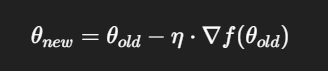 θ_new = θ_old − η · ∇f(θ_old)